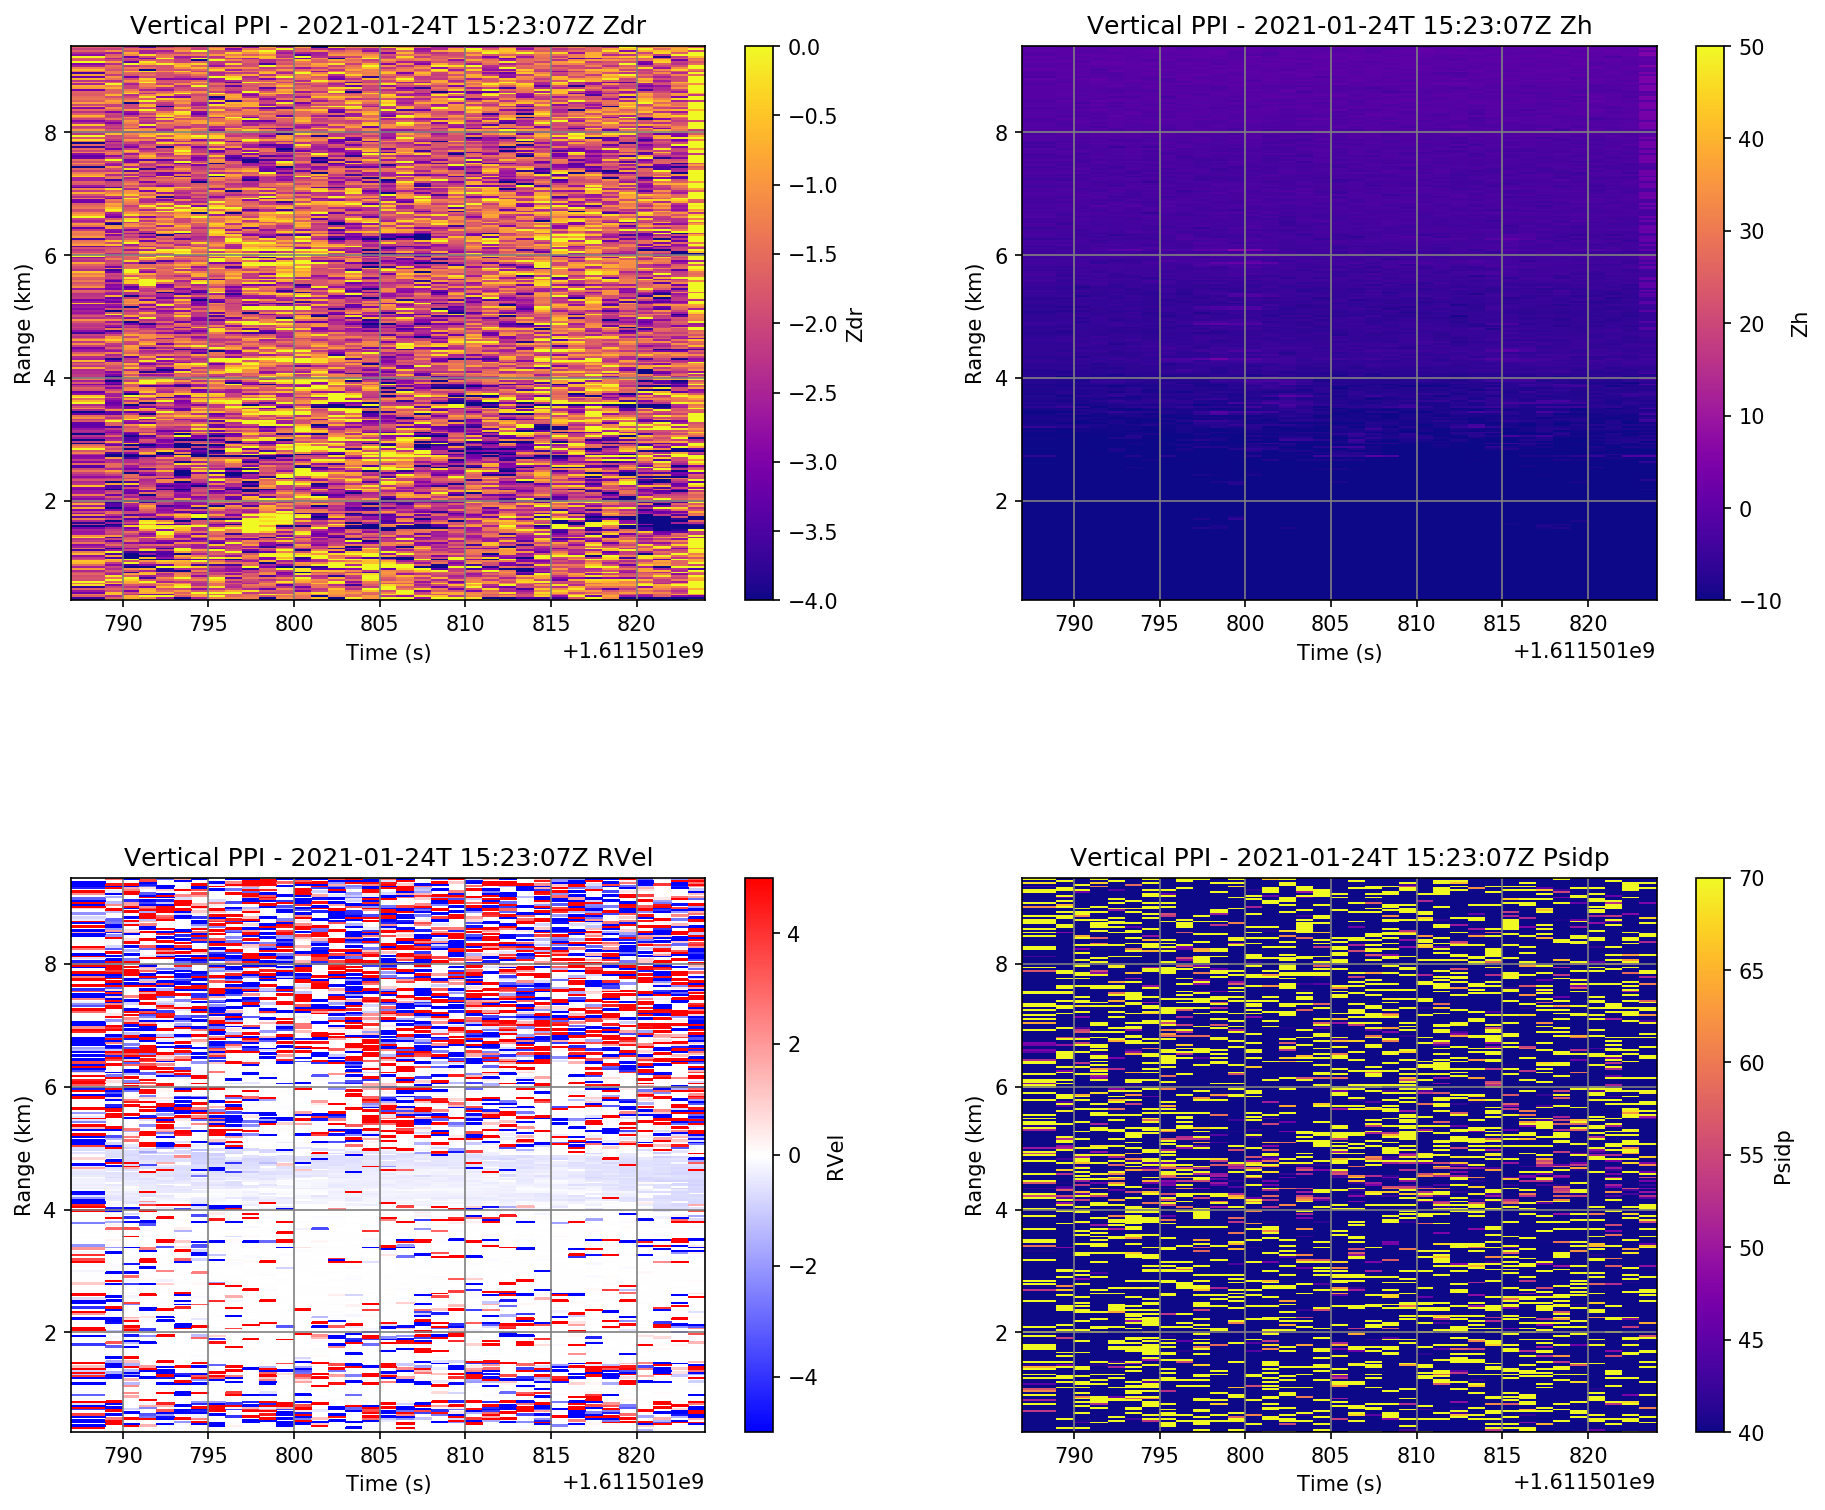 Vertical PPI - 2021-01-24T 15:23:07Z Zdr
Range (km)
8
6
4
2
790 795 800 805 810 815 820
Time (s)
+1.611501e9
0.0
−0.5
−1.0
−1.5
−2.0
−2.5
−3.0
−3.5
−4.0
Zdr
Vertical PPI - 2021-01-24T 15:23:07Z Zh
Range (km)
8
6
4
2
790 795 800 805 810 815 820
Time (s)
+1.611501e9
50
40
30
20
10
0
−10
Zh
Vertical PPI - 2021-01-24T 15:23:07Z RVel
Range (km)
8
6
4
2
790 795 800 805 810 815 820
Time (s)
+1.611501e9
4
2
0
−2
−4
RVel
Vertical PPI - 2021-01-24T 15:23:07Z Psidp
Range (km)
8
6
4
2
790 795 800 805 810 815 820
Time (s)
+1.611501e9
70
65
60
55
50
45
40
Psidp